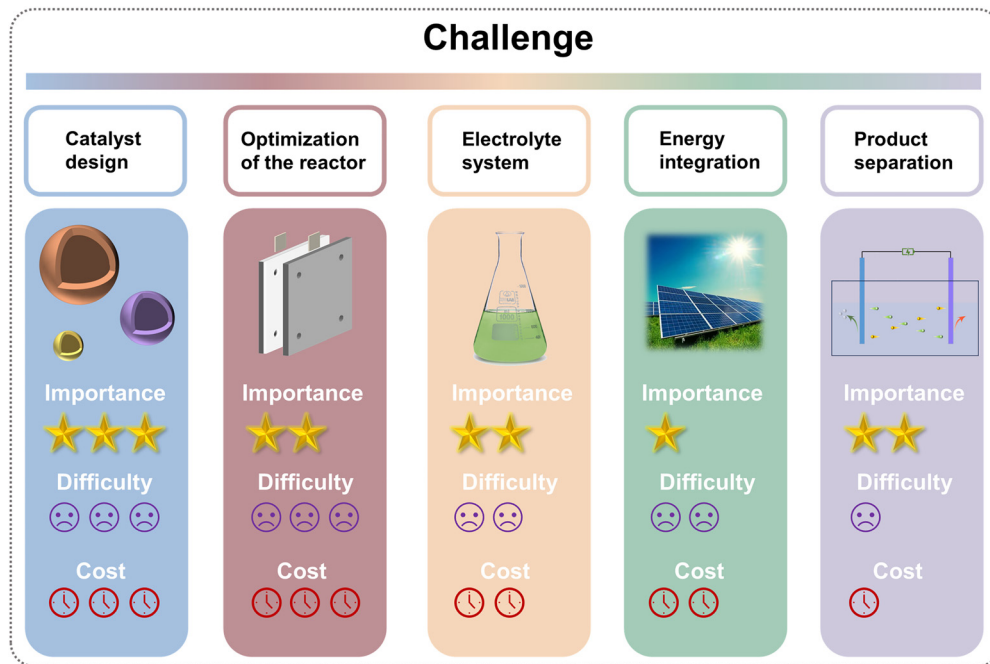 Challenge
Catalyst
design
Optimization
of the reactor
Electrolyte
system
Energy
integration
Product
separation
1000
Importance
Importance
Importance
Importance
Importance
Difficulty
Difficulty
Difficulty
Difficulty
Difficulty
Cost
Cost
Cost
Cost
Cost